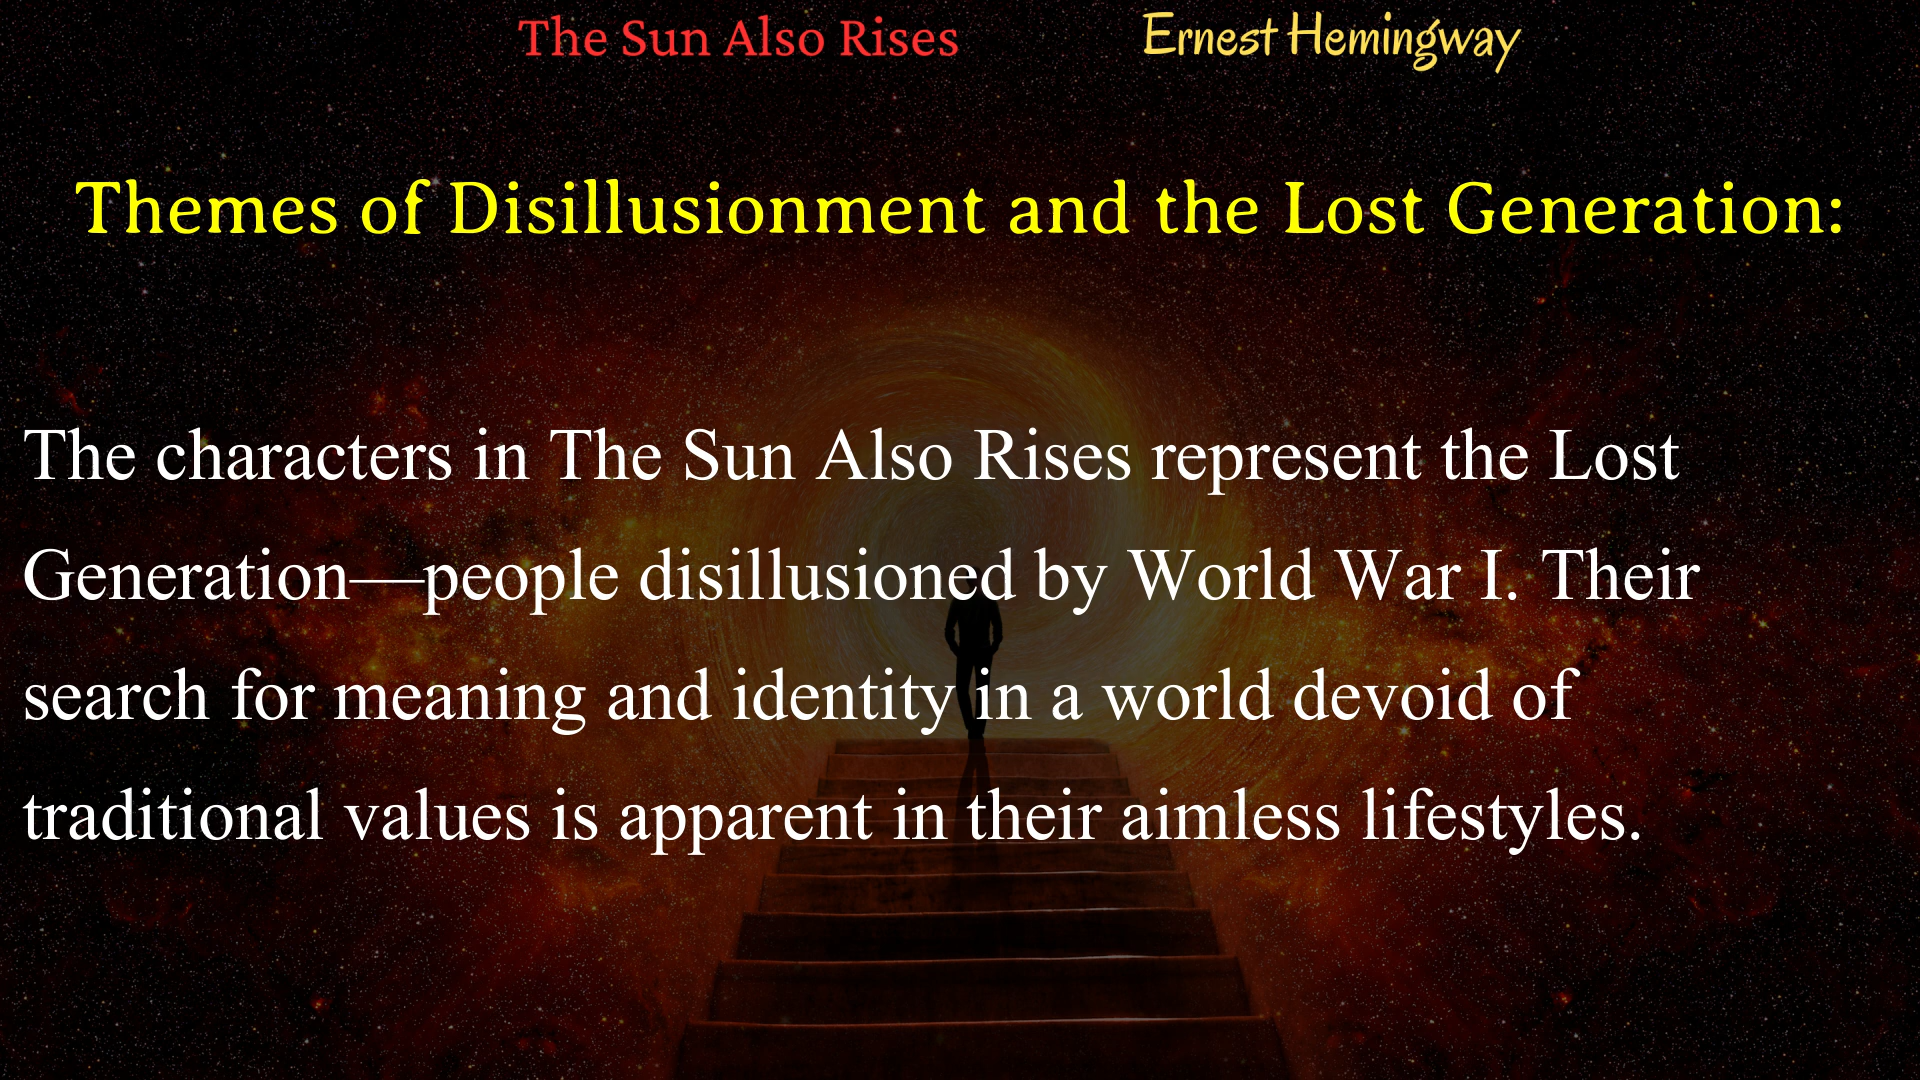 The Sun Also Rises Ernest Hemingway
Themes of Disillusionment and the Lost Generation:
The characters in The Sun Also Rises represent the Lost
Generation—people disillusioned by World War I. Their
search for meaning and identity in a world devoid of
traditional values is apparent in their aimless lifestyles.